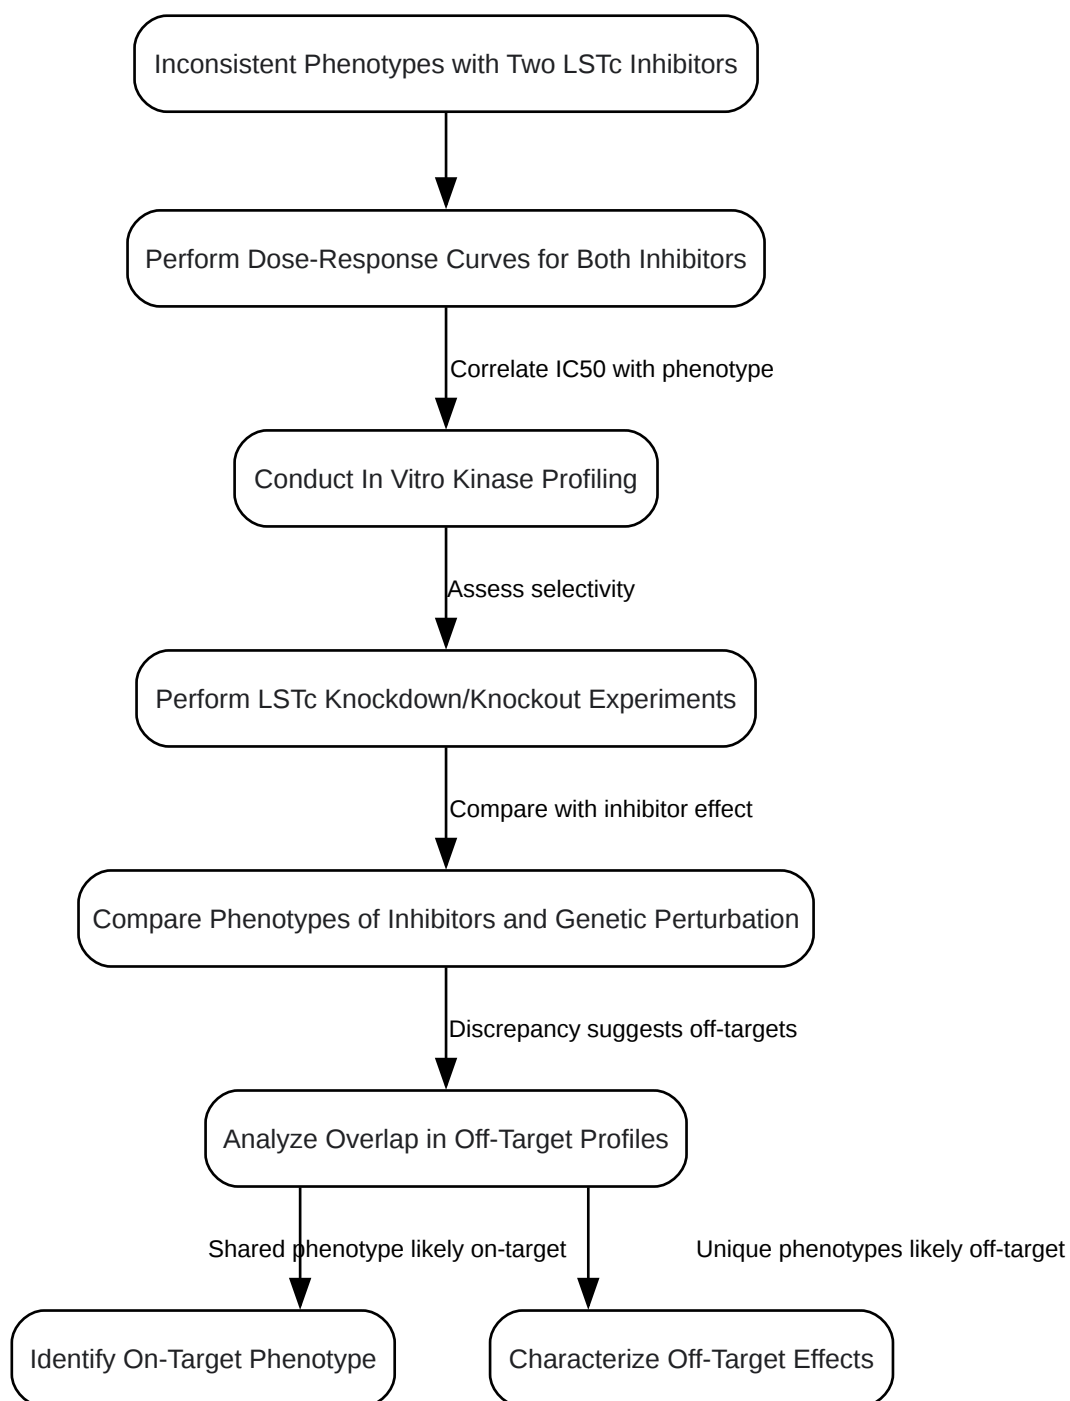 Inconsistent Phenotypes with Two LSTc Inhibitors
Perform Dose-Response Curves for Both Inhibitors
Correlate IC50 with phenotype
Conduct In Vitro Kinase Profiling
Assess selectivity
Perform LSTc Knockdown/Knockout Experiments
Compare with inhibitor effect
Compare Phenotypes of Inhibitors and Genetic Perturbation
Discrepancy suggests off-targets
Analyze Overlap in Off-Target Profiles
Shared phenotype likely on-target
Unique phenotypes likely off-target
Identify On-Target Phenotype
Characterize Off-Target Effects